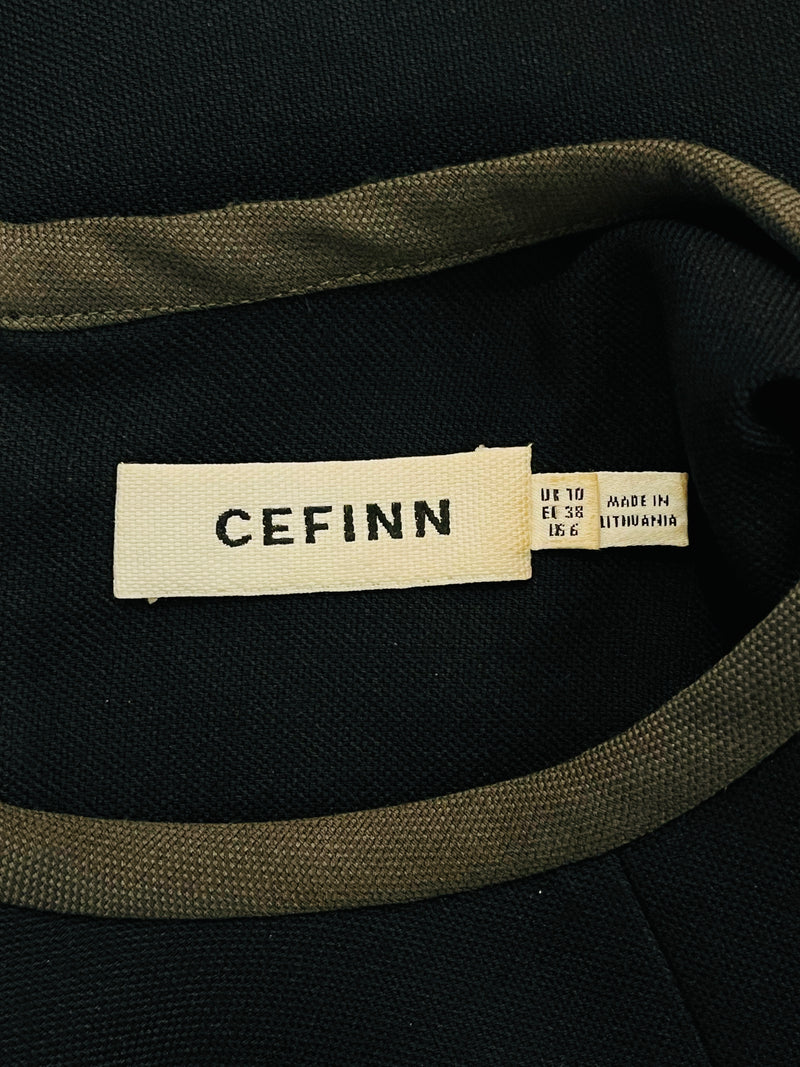 CEFINN
UK 10
EU 38
US 6
MADE IN
LITHUANIA